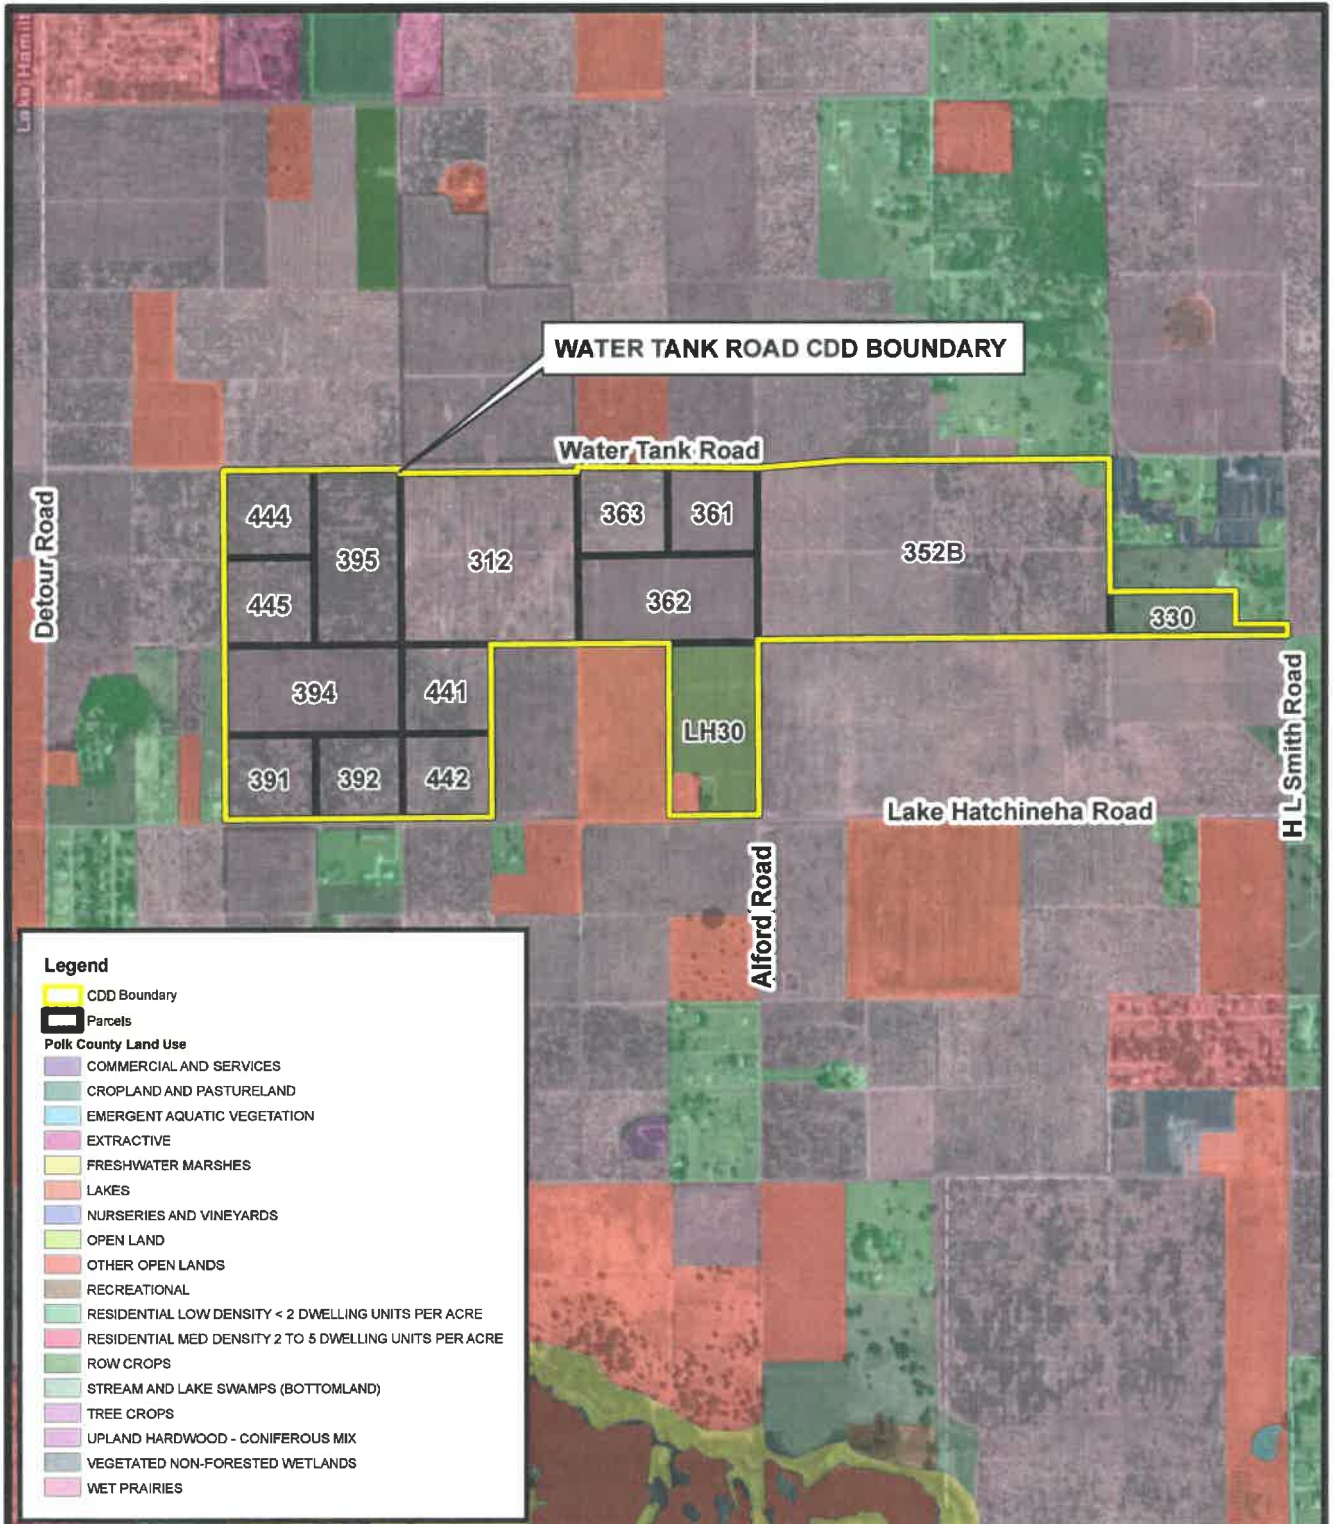 Lake Hamilt
WATER TANK ROAD CDD BOUNDARY
Water Tank Road
Detour Road
444
395
312
363
361
352B
445
362
330
394
441
LH30
391
392
442
H L Smith Road
Lake Hatchineha Road
Alford Road
Legend
CDD Boundary
Parcels
Polk County Land Use
COMMERCIAL AND SERVICES
CROPLAND AND PASTURELAND
EMERGENT AQUATIC VEGETATION
EXTRACTIVE
FRESHWATER MARSHES
LAKES
NURSERIES AND VINEYARDS
OPEN LAND
OTHER OPEN LANDS
RECREATIONAL
RESIDENTIAL LOW DENSITY < 2 DWELLING UNITS PER ACRE
RESIDENTIAL MED DENSITY 2 TO 5 DWELLING UNITS PER ACRE
ROW CROPS
STREAM AND LAKE SWAMPS (BOTTOMLAND)
TREE CROPS
UPLAND HARDWOOD - CONIFEROUS MIX
VEGETATED NON-FORESTED WETLANDS
WET PRAIRIES